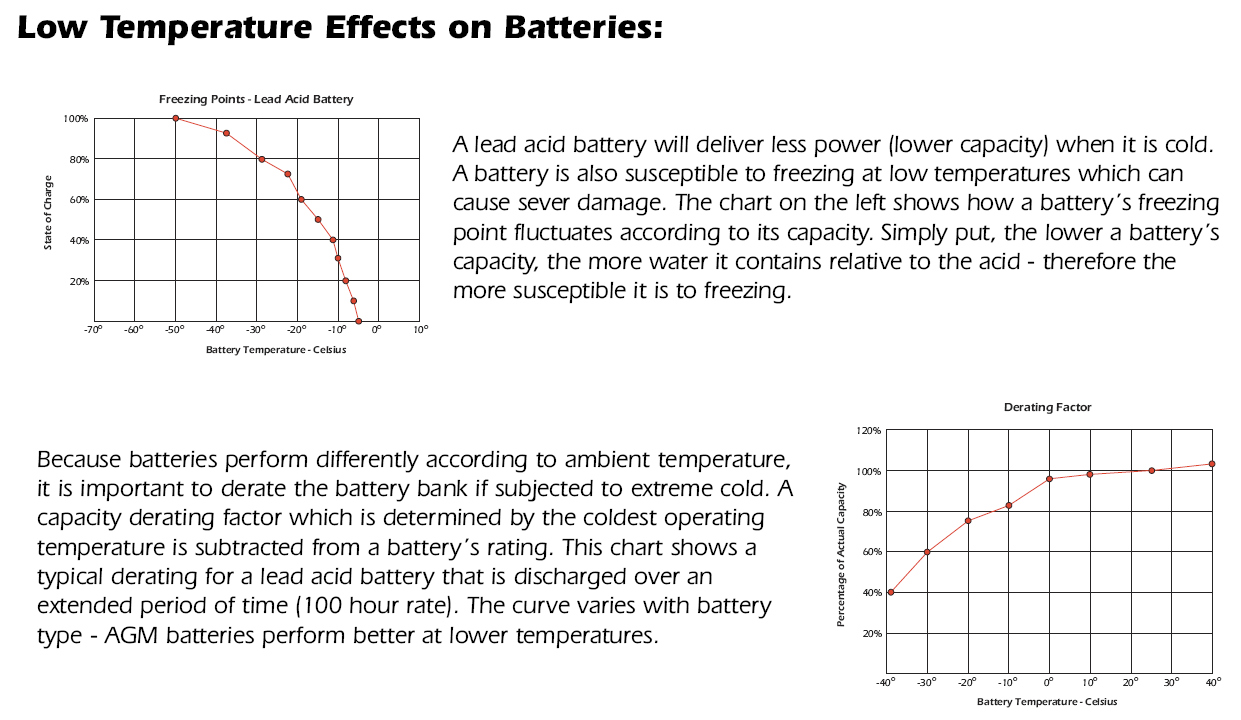 Low Temperature Effects on Batteries:
Freezing Points - Lead Acid Battery
100%
80%
60%
40%
20%
State of Charge
-70° -60° -50° -40° -30° -20° -10° 0° 10°
Battery Temperature - Celsius
A lead acid battery will deliver less power (lower capacity) when it is cold.
A battery is also susceptible to freezing at low temperatures which can
cause sever damage. The chart on the left shows how a battery's freezing
point fluctuates according to its capacity. Simply put, the lower a battery's
capacity, the more water it contains relative to the acid - therefore the
more susceptible it is to freezing.
Because batteries perform differently according to ambient temperature,
it is important to derate the battery bank if subjected to extreme cold. A
capacity derating factor which is determined by the coldest operating
temperature is subtracted from a battery's rating. This chart shows a
typical derating for a lead acid battery that is discharged over an
extended period of time (100 hour rate). The curve varies with battery
type - AGM batteries perform better at lower temperatures.
Derating Factor
120%
100%
80%
60%
40%
20%
Percentage of Actual Capacity
-40° -30° -20° -10° 0° 10° 20° 30° 40°
Battery Temperature - Celsius